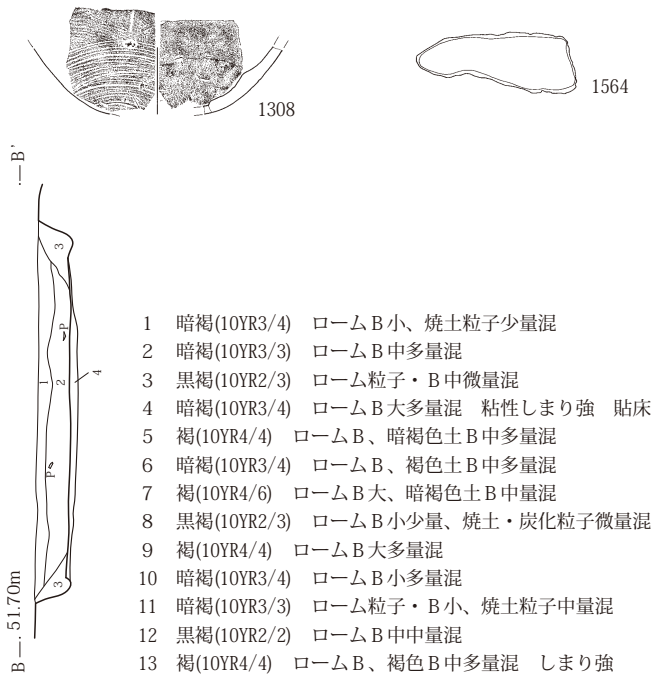 1308
1564
B'
3
P
1
2
4
P
3
B 51.70m
1 暗褐(10YR3/4) ロームB小、焼土粒子少量混
2 暗褐(10YR3/3) ロームB中多量混
3 黒褐(10YR2/3) ローム粒子・B中微量混
4 暗褐(10YR3/4) ロームB大多量混 粘性しまり強 貼床
5 褐(10YR4/4) ロームB、暗褐色土B中多量混
6 暗褐(10YR3/4) ロームB、褐色土B中多量混
7 褐(10YR4/6) ロームB大、暗褐色土B中量混
8 黒褐(10YR2/3) ロームB小少量、焼土・炭化粒子微量混
9 褐(10YR4/4) ロームB大多量混
10 暗褐(10YR3/4) ロームB小多量混
11 暗褐(10YR3/3) ローム粒子・B小、焼土粒子中量混
12 黒褐(10YR2/2) ロームB中中量混
13 褐(10YR4/4) ロームB、褐色B中多量混 しまり強